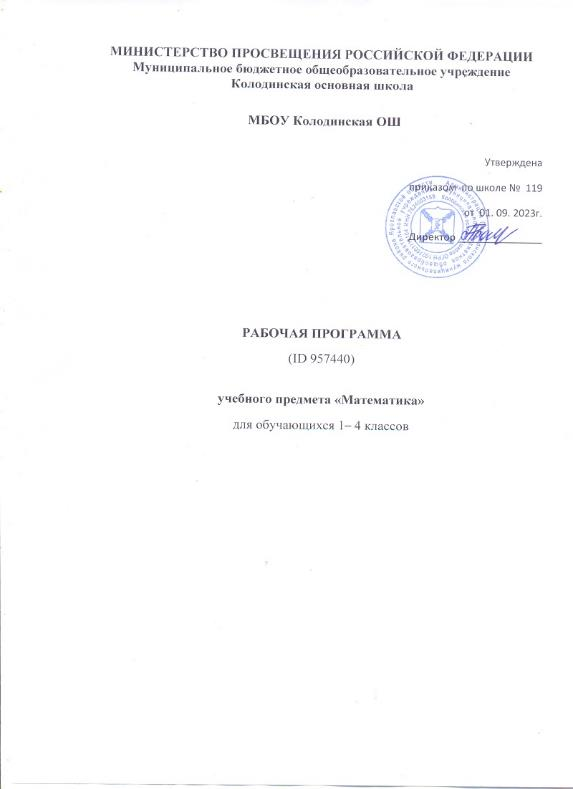 МИНИСТЕРСТВО ПРОСВЕЩЕНИЯ РОССИЙСКОЙ ФЕДЕРАЦИИ
Муниципальное бюджетное общеобразовательное учреждение
Колодинская основная школа
МБОУ Колодинская ОШ
Утверждена
приказом по школе № 119
от 01. 09. 2023г.
Директор
РАБОЧАЯ ПРОГРАММА
(ID 957440)
учебного предмета «Математика»
для обучающихся 1– 4 классов